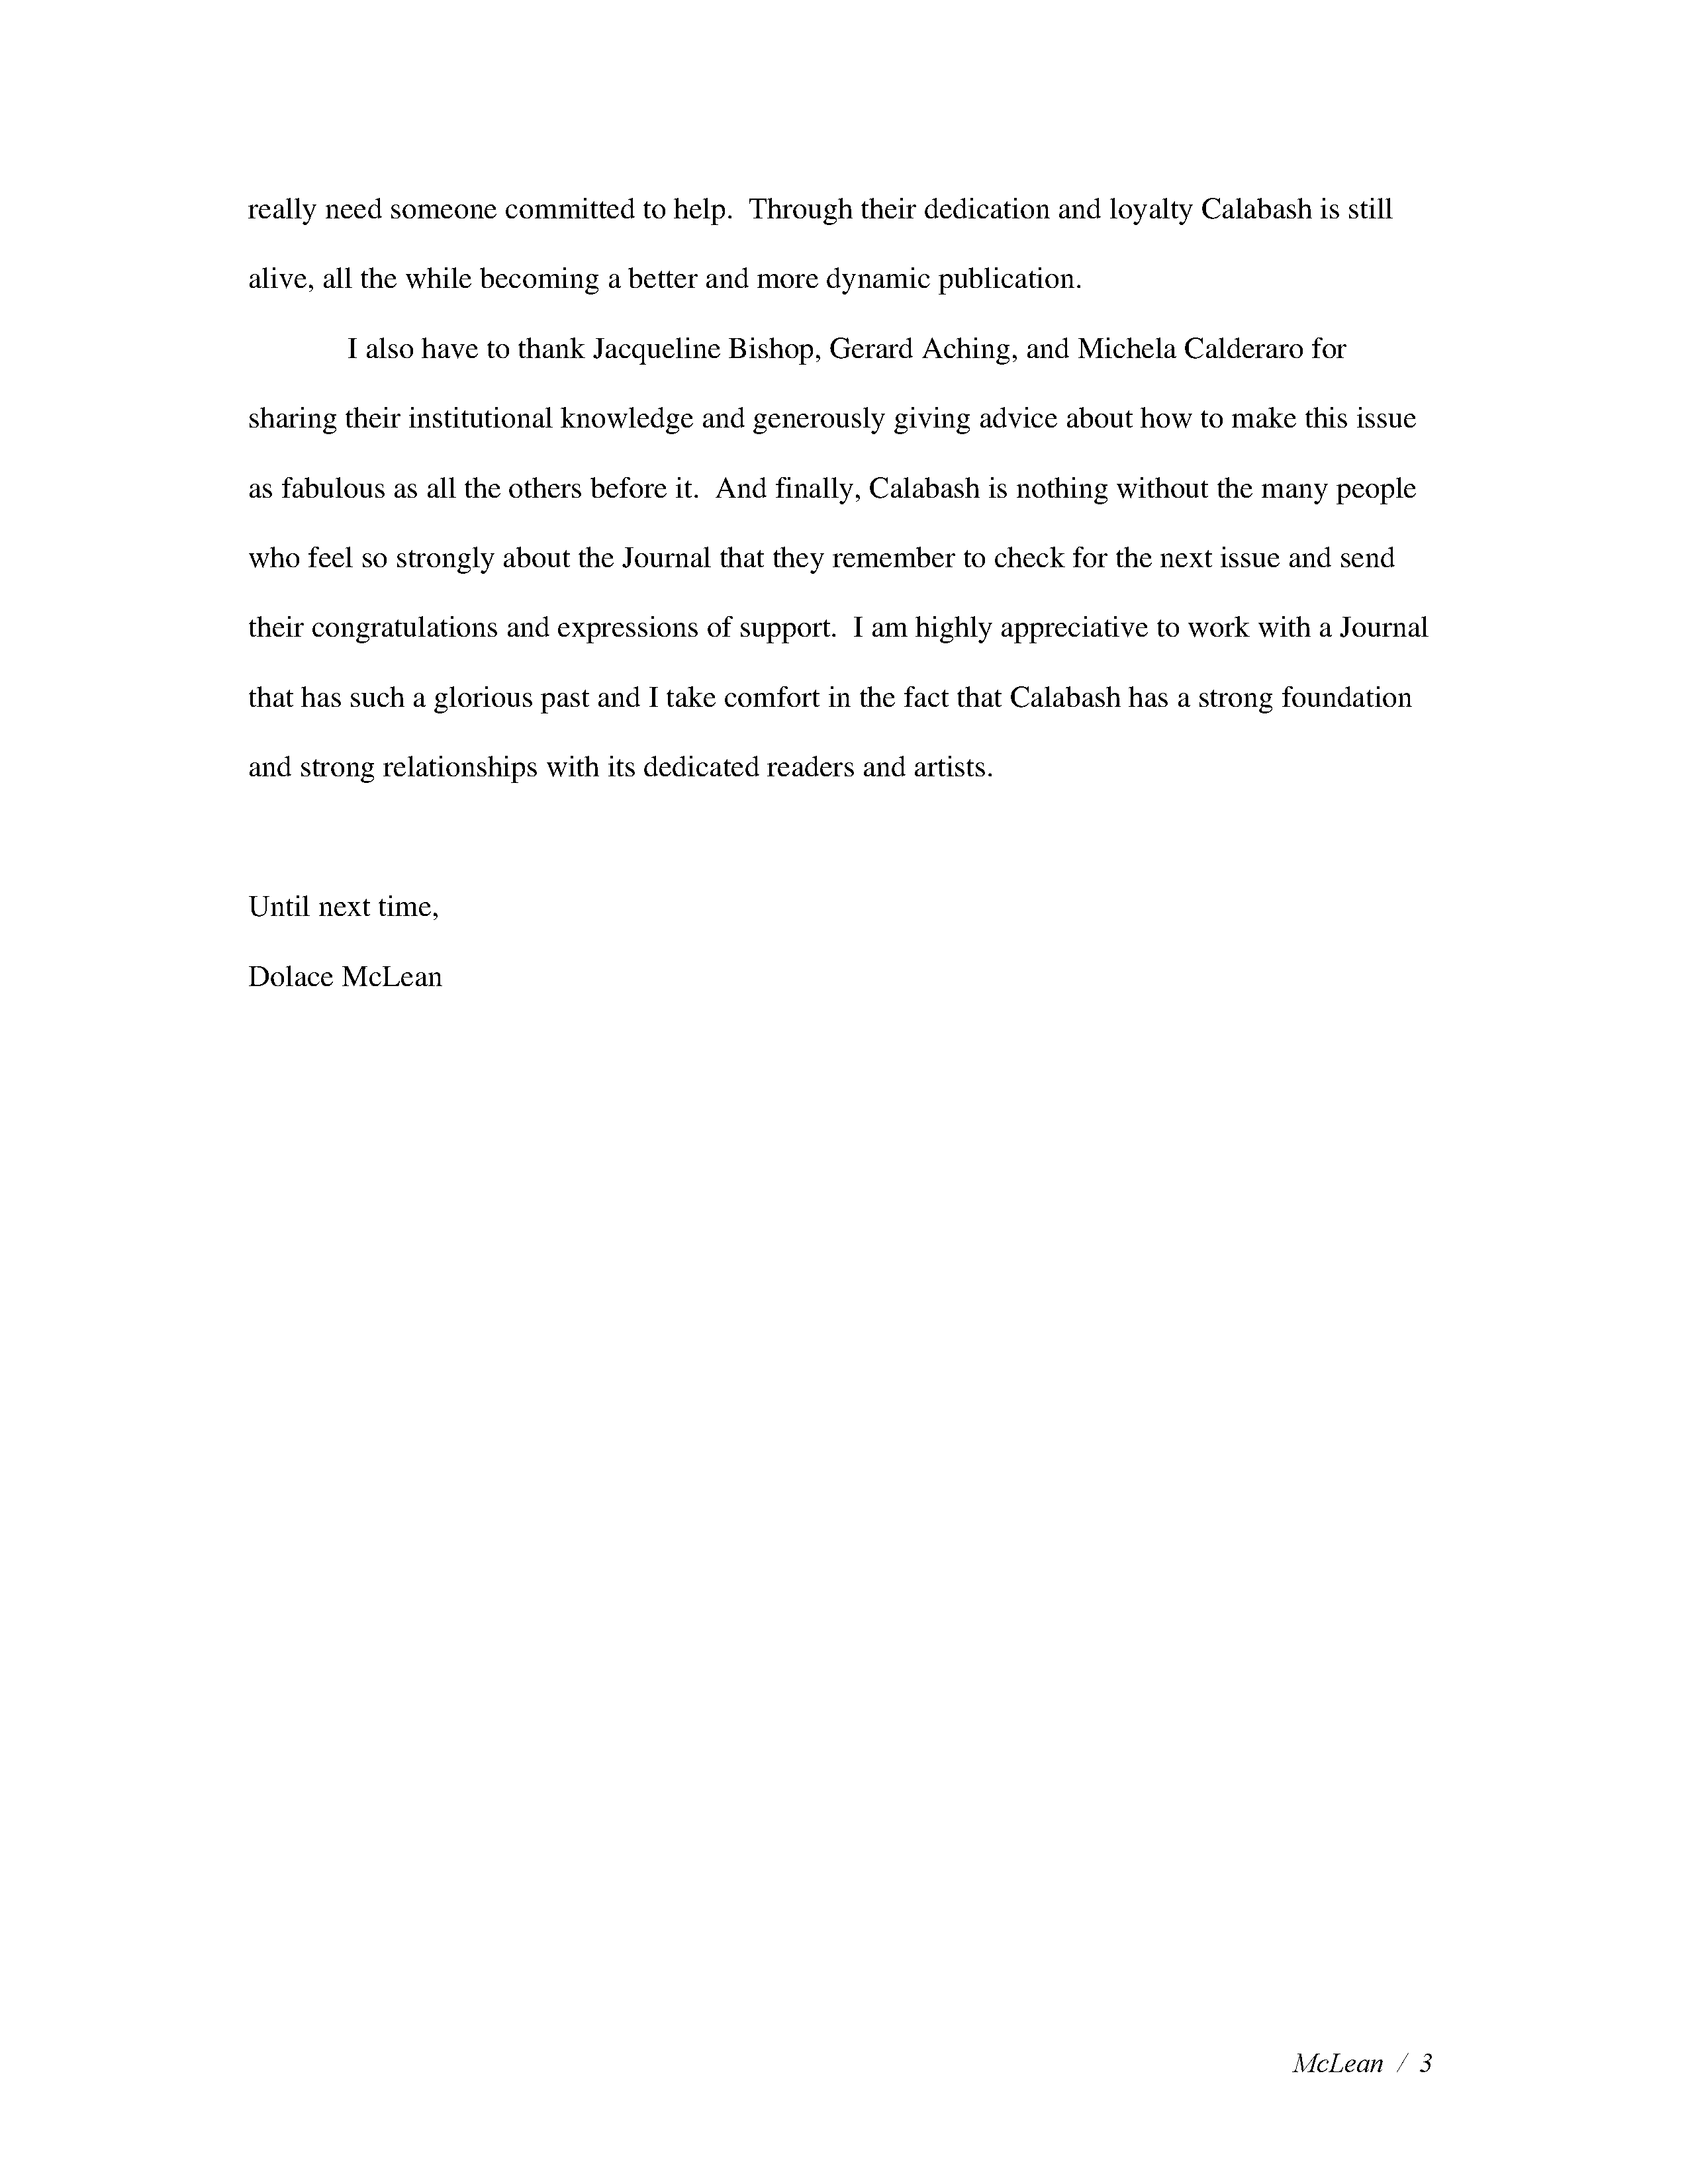 really need someone committed to help.  Through their dedication and loyalty Calabash is still
alive, all the while becoming a better and more dynamic publication.
I also have to thank Jacqueline Bishop, Gerard Aching, and Michela Calderaro for
sharing their institutional knowledge and generously giving advice about how to make this issue
as fabulous as all the others before it.  And finally, Calabash is nothing without the many people
who feel so strongly about the Journal that they remember to check for the next issue and send
their congratulations and expressions of support.  I am highly appreciative to work with a Journal
that has such a glorious past and I take comfort in the fact that Calabash has a strong foundation
and strong relationships with its dedicated readers and artists.
Until next time,
Dolace McLean
McLean / 3